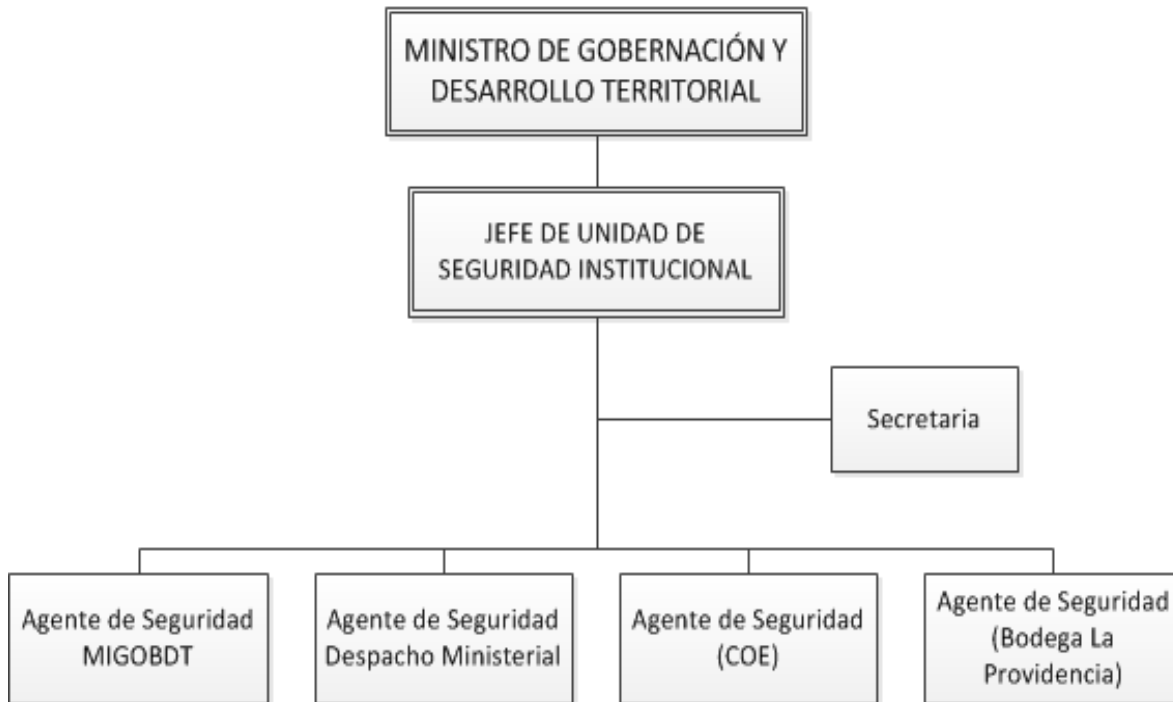 MINISTRO DE GOBERNACIÓN Y
DESARROLLO TERRITORIAL
JEFE DE UNIDAD DE
SEGURIDAD INSTITUCIONAL
Secretaria
Agente de Seguridad
MIGOBDT
Agente de Seguridad
Despacho Ministerial
Agente de Seguridad
(COE)
Agente de Seguridad
(Bodega La
Providencia)